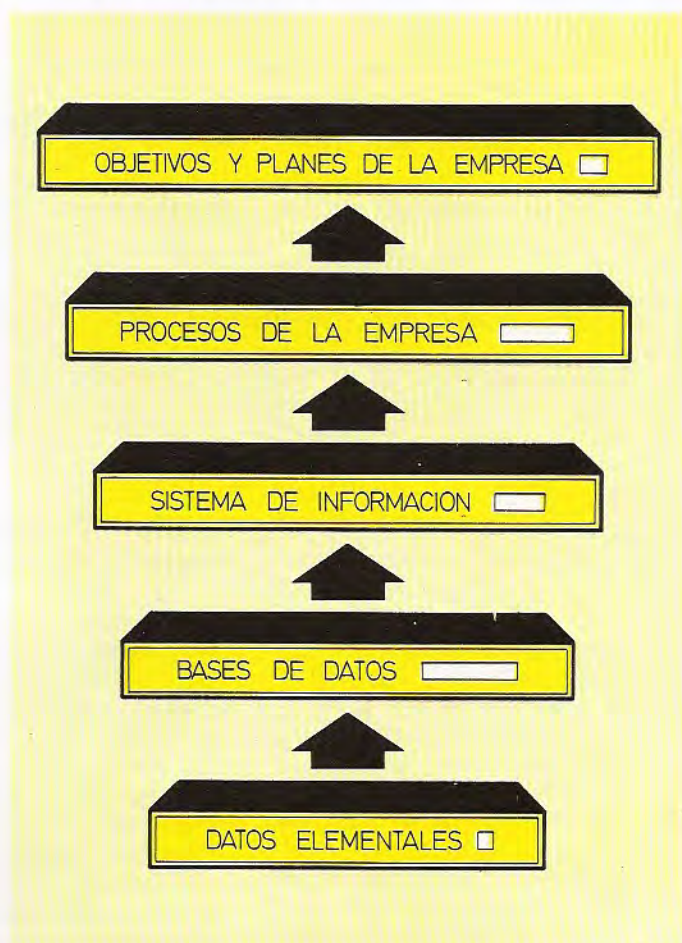 OBJETIVOS Y PLANES DE LA EMPRESA
PROCESOS DE LA EMPRESA
SISTEMA DE INFORMACION
BASES DE DATOS
DATOS ELEMENTALES